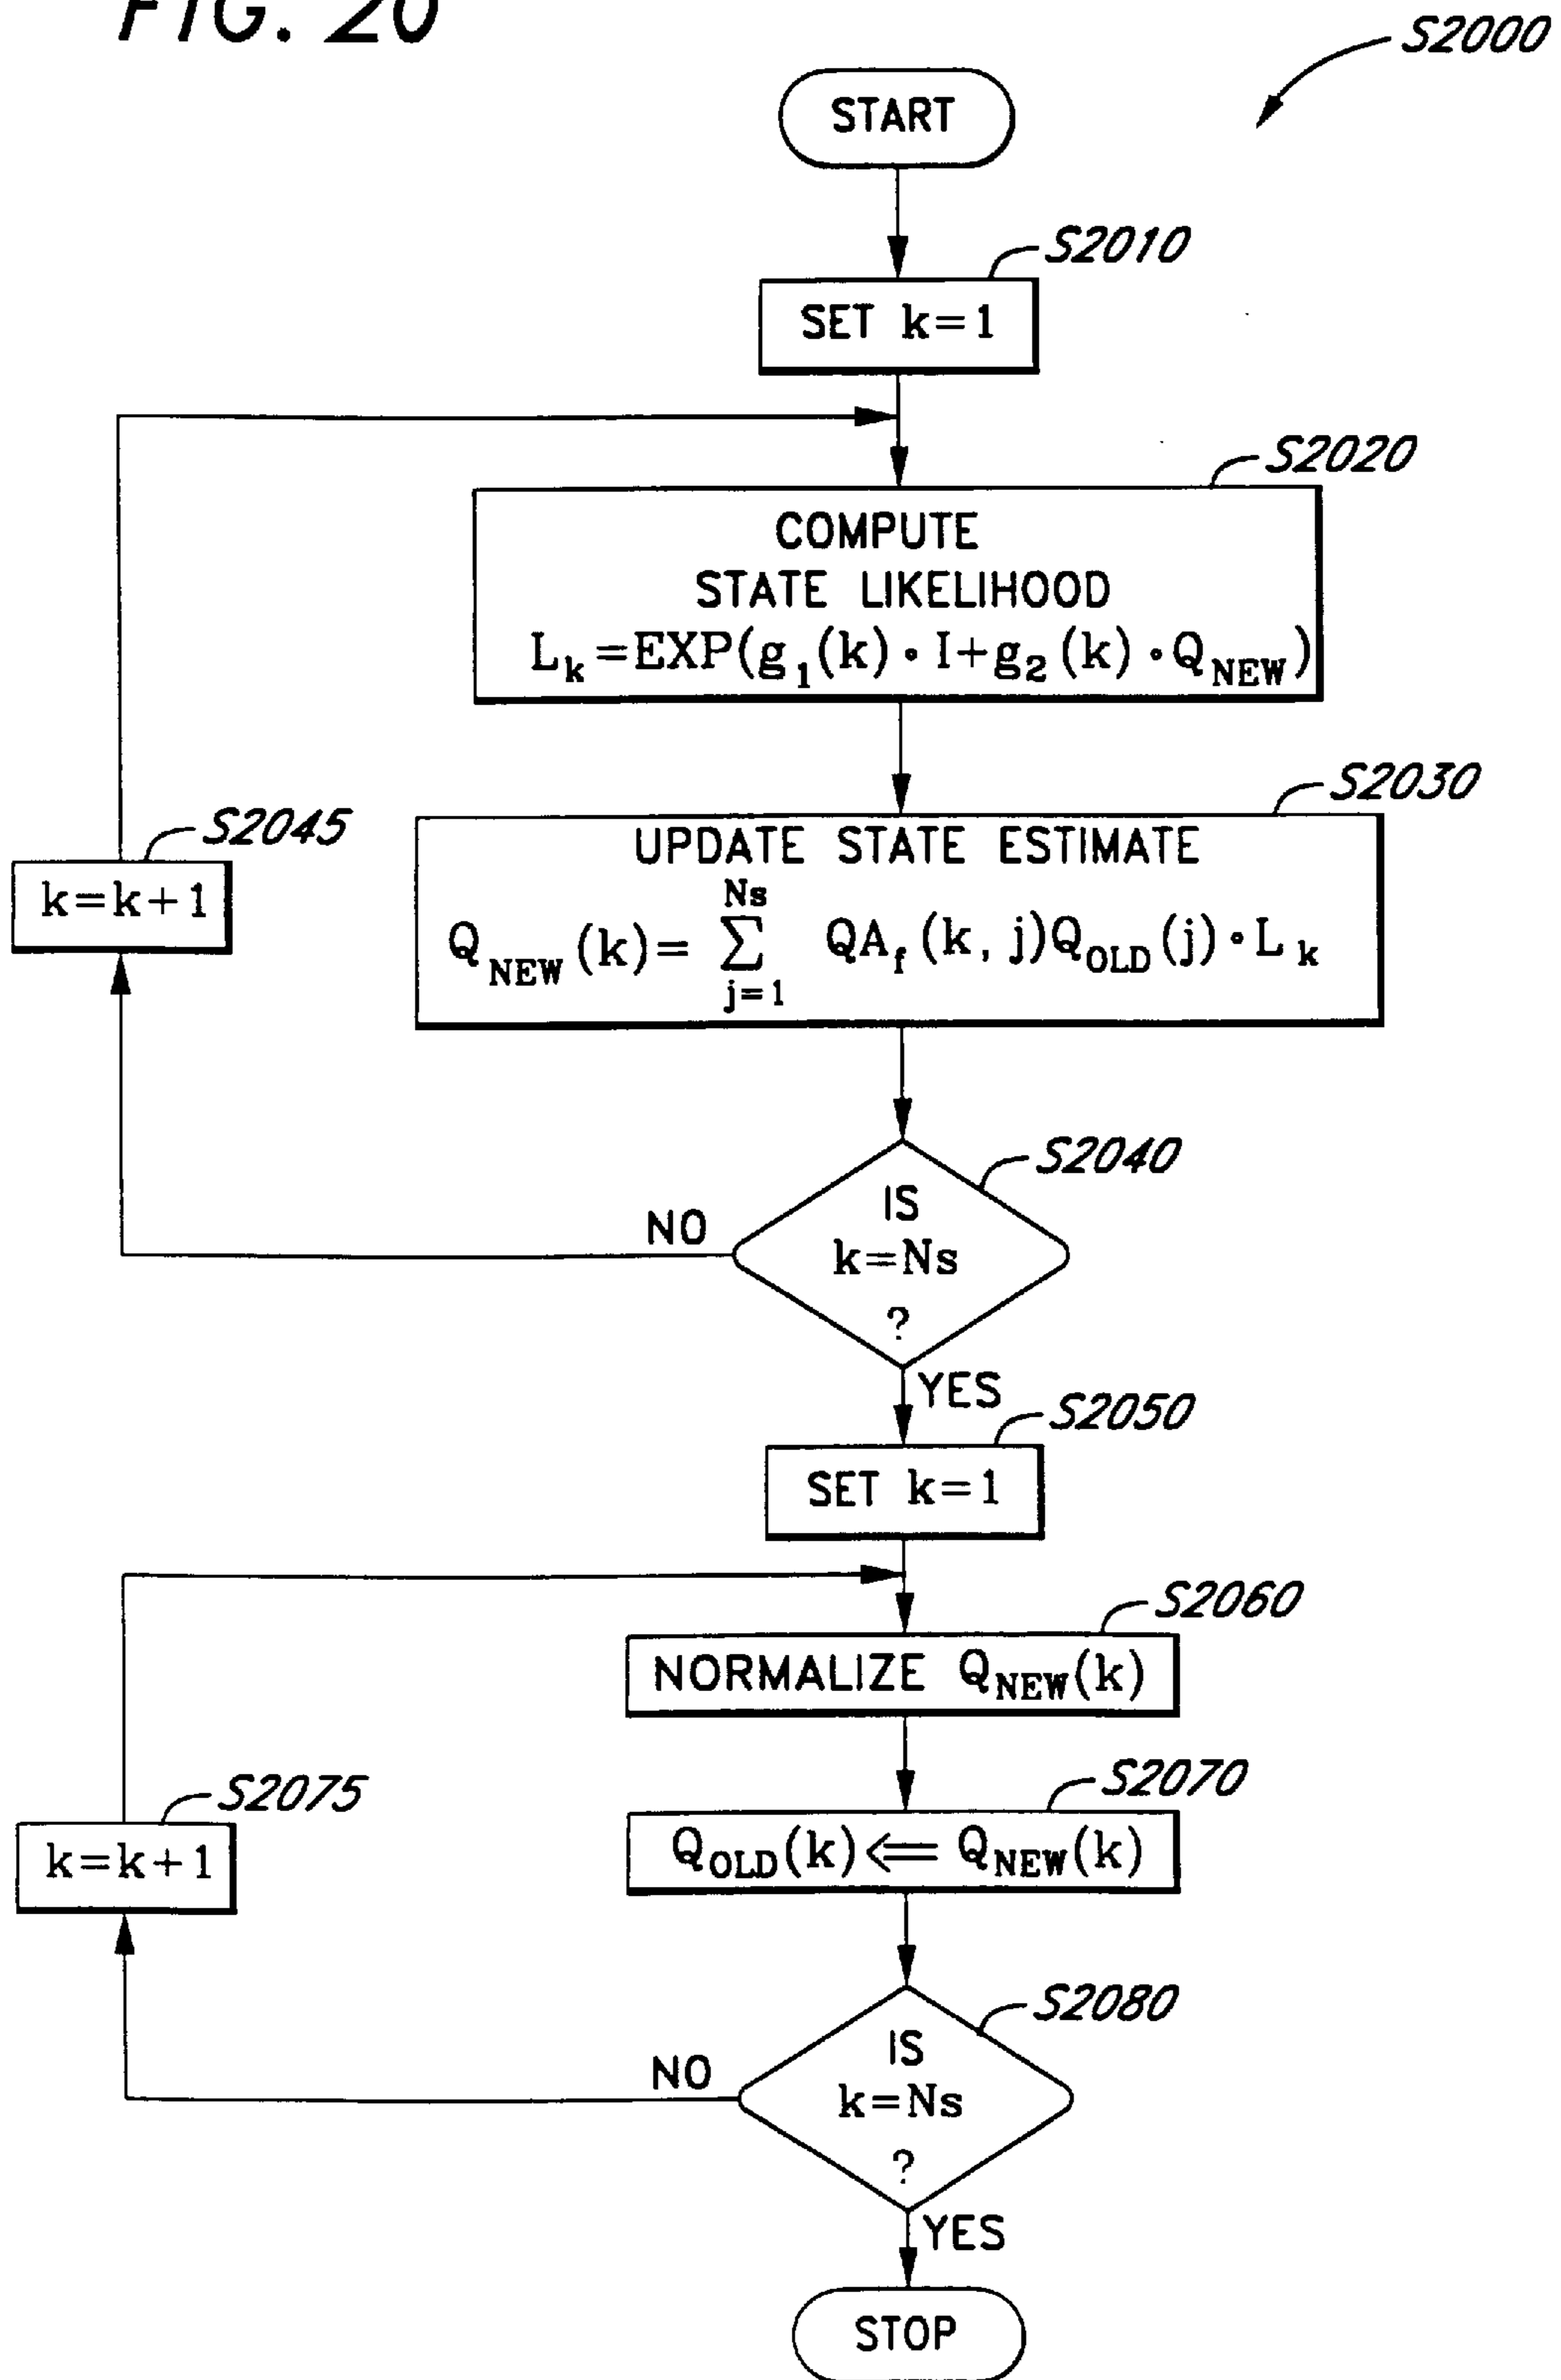 FIG. 20
S2000
START
S2010
SET k=1
S2020
COMPUTE
STATE LIKELIHOOD
L_k=EXP(g_1(k)•I+g_2(k)•Q_NEW)
S2030
UPDATE STATE ESTIMATE
Q_NEW(k)= Σ_{j=1}^{Ns} QA_f(k, j)Q_OLD(j)•L_k
S2045
k=k+1
S2040
IS
k=Ns
?
NO
YES
S2050
SET k=1
S2060
NORMALIZE Q_NEW(k)
S2070
Q_OLD(k)⇐ Q_NEW(k)
S2075
k=k+1
S2080
IS
k=Ns
?
NO
YES
STOP